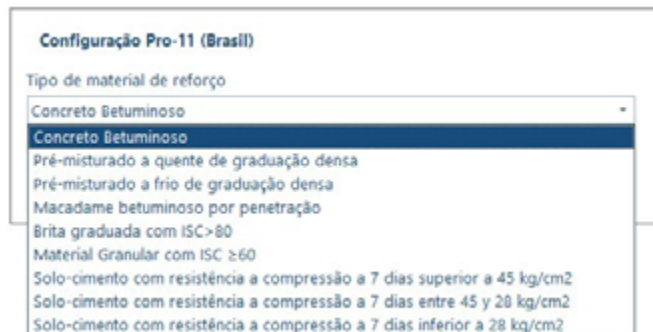 Configuração Pro-11 (Brasil)
Tipo de material de reforço
Concreto Betuminoso
Concreto Betuminoso
Pré-misturado a quente de graduação densa
Pré-misturado a frio de graduação densa
Macadame betuminoso por penetração
Brita graduada com ISC>80
Material Granular com ISC ≥60
Solo-cimento com resistência a compressão a 7 dias superior a 45 kg/cm2
Solo-cimento com resistência a compressão a 7 dias entre 45 y 28 kg/cm2
Solo-cimento com resistência a compressão a 7 dias inferior a 28 kg/cm2